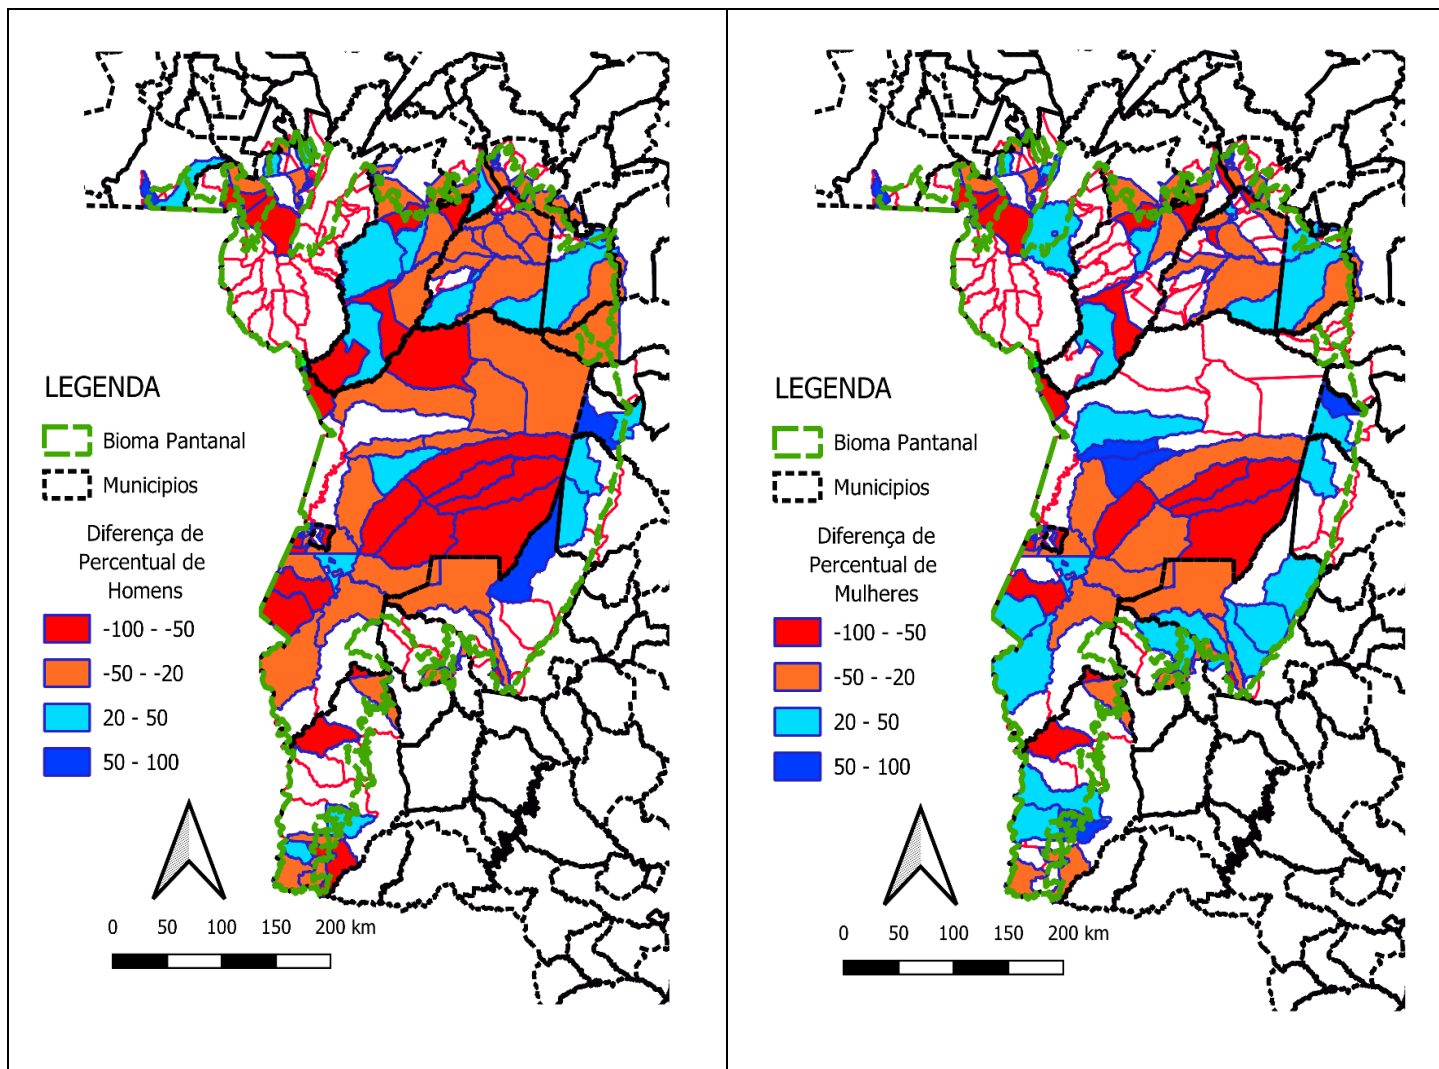 LEGENDA
Bioma Pantanal
Municipios
Diferença de
Percentual de
Homens
-100 - -50
-50 - -20
20 - 50
50 - 100
0 50 100 150 200 km
LEGENDA
Bioma Pantanal
Municipios
Diferença de
Percentual de
Mulheres
-100 - -50
-50 - -20
20 - 50
50 - 100
0 50 100 150 200 km